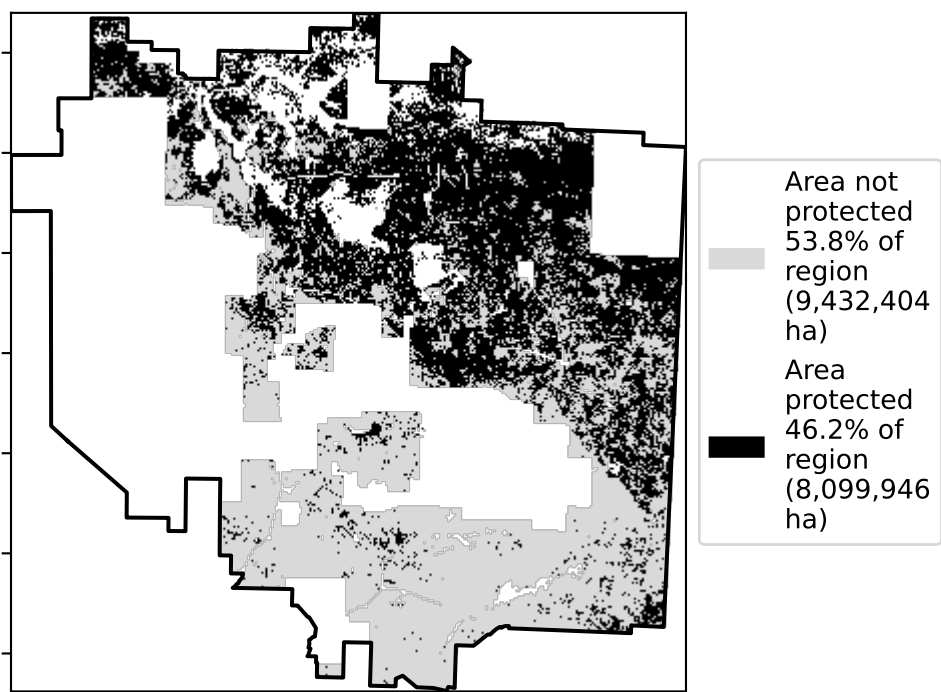 Area not
protected
53.8% of
region
(9,432,404
ha)
Area
protected
46.2% of
region
(8,099,946
ha)